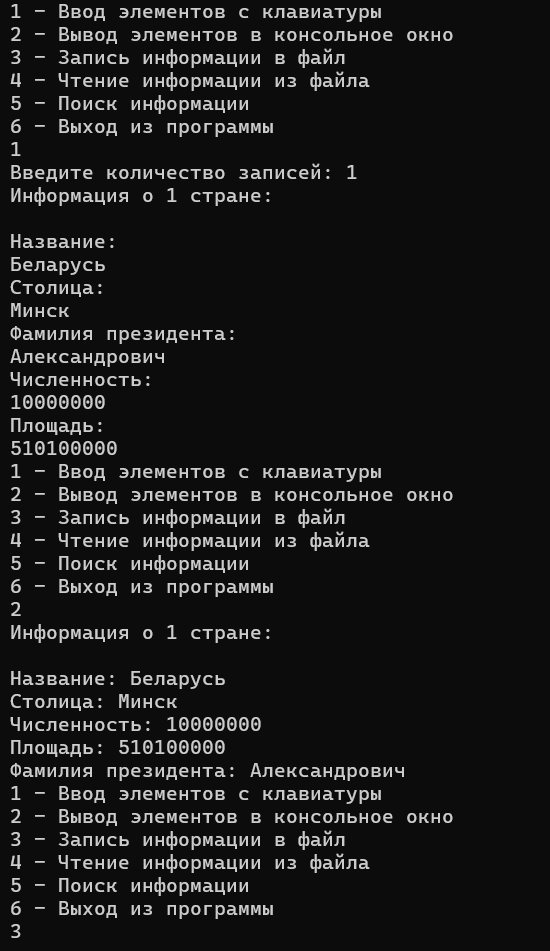 1 - Ввод элементов с клавиатуры
2 - Вывод элементов в консольное окно
3 - Запись информации в файл
4 - Чтение информации из файла
5 - Поиск информации
6 - Выход из программы
1
Введите количество записей: 1
Информация о 1 стране:
Название:
Беларусь
Столица:
Минск
Фамилия президента:
Александрович
Численность:
10000000
Площадь:
510100000
1 - Ввод элементов с клавиатуры
2 - Вывод элементов в консольное окно
3 - Запись информации в файл
4 - Чтение информации из файла
5 - Поиск информации
6 - Выход из программы
2
Информация о 1 стране:
Название: Беларусь
Столица: Минск
Численность: 10000000
Площадь: 510100000
Фамилия президента: Александрович
1 - Ввод элементов с клавиатуры
2 - Вывод элементов в консольное окно
3 - Запись информации в файл
4 - Чтение информации из файла
5 - Поиск информации
6 - Выход из программы
3